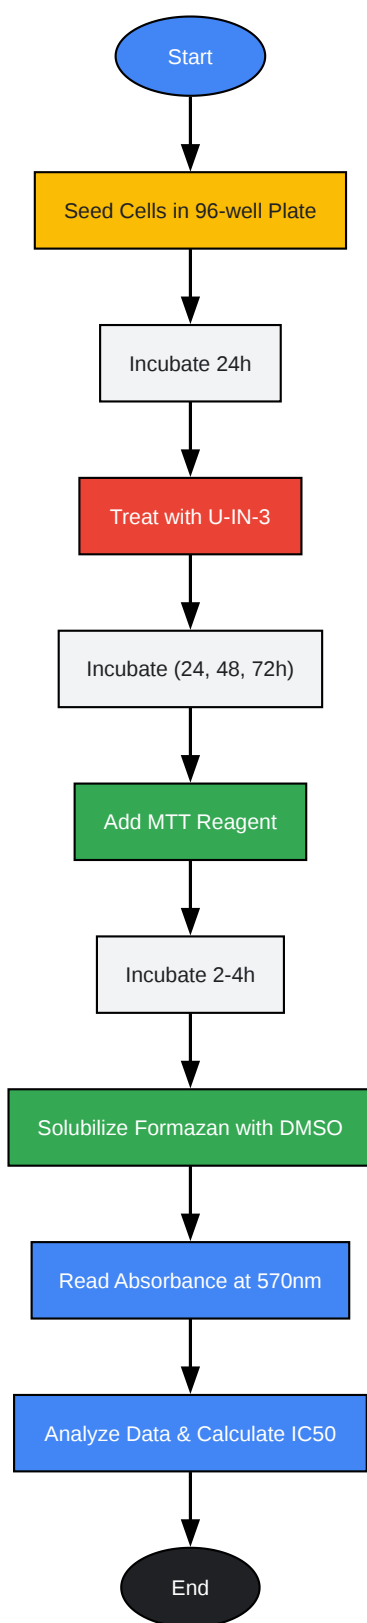 Start
Seed Cells in 96-well Plate
Incubate 24h
Treat with U-IN-3
Incubate (24, 48, 72h)
Add MTT Reagent
Incubate 2-4h
Solubilize Formazan with DMSO
Read Absorbance at 570nm
Analyze Data & Calculate IC50
End